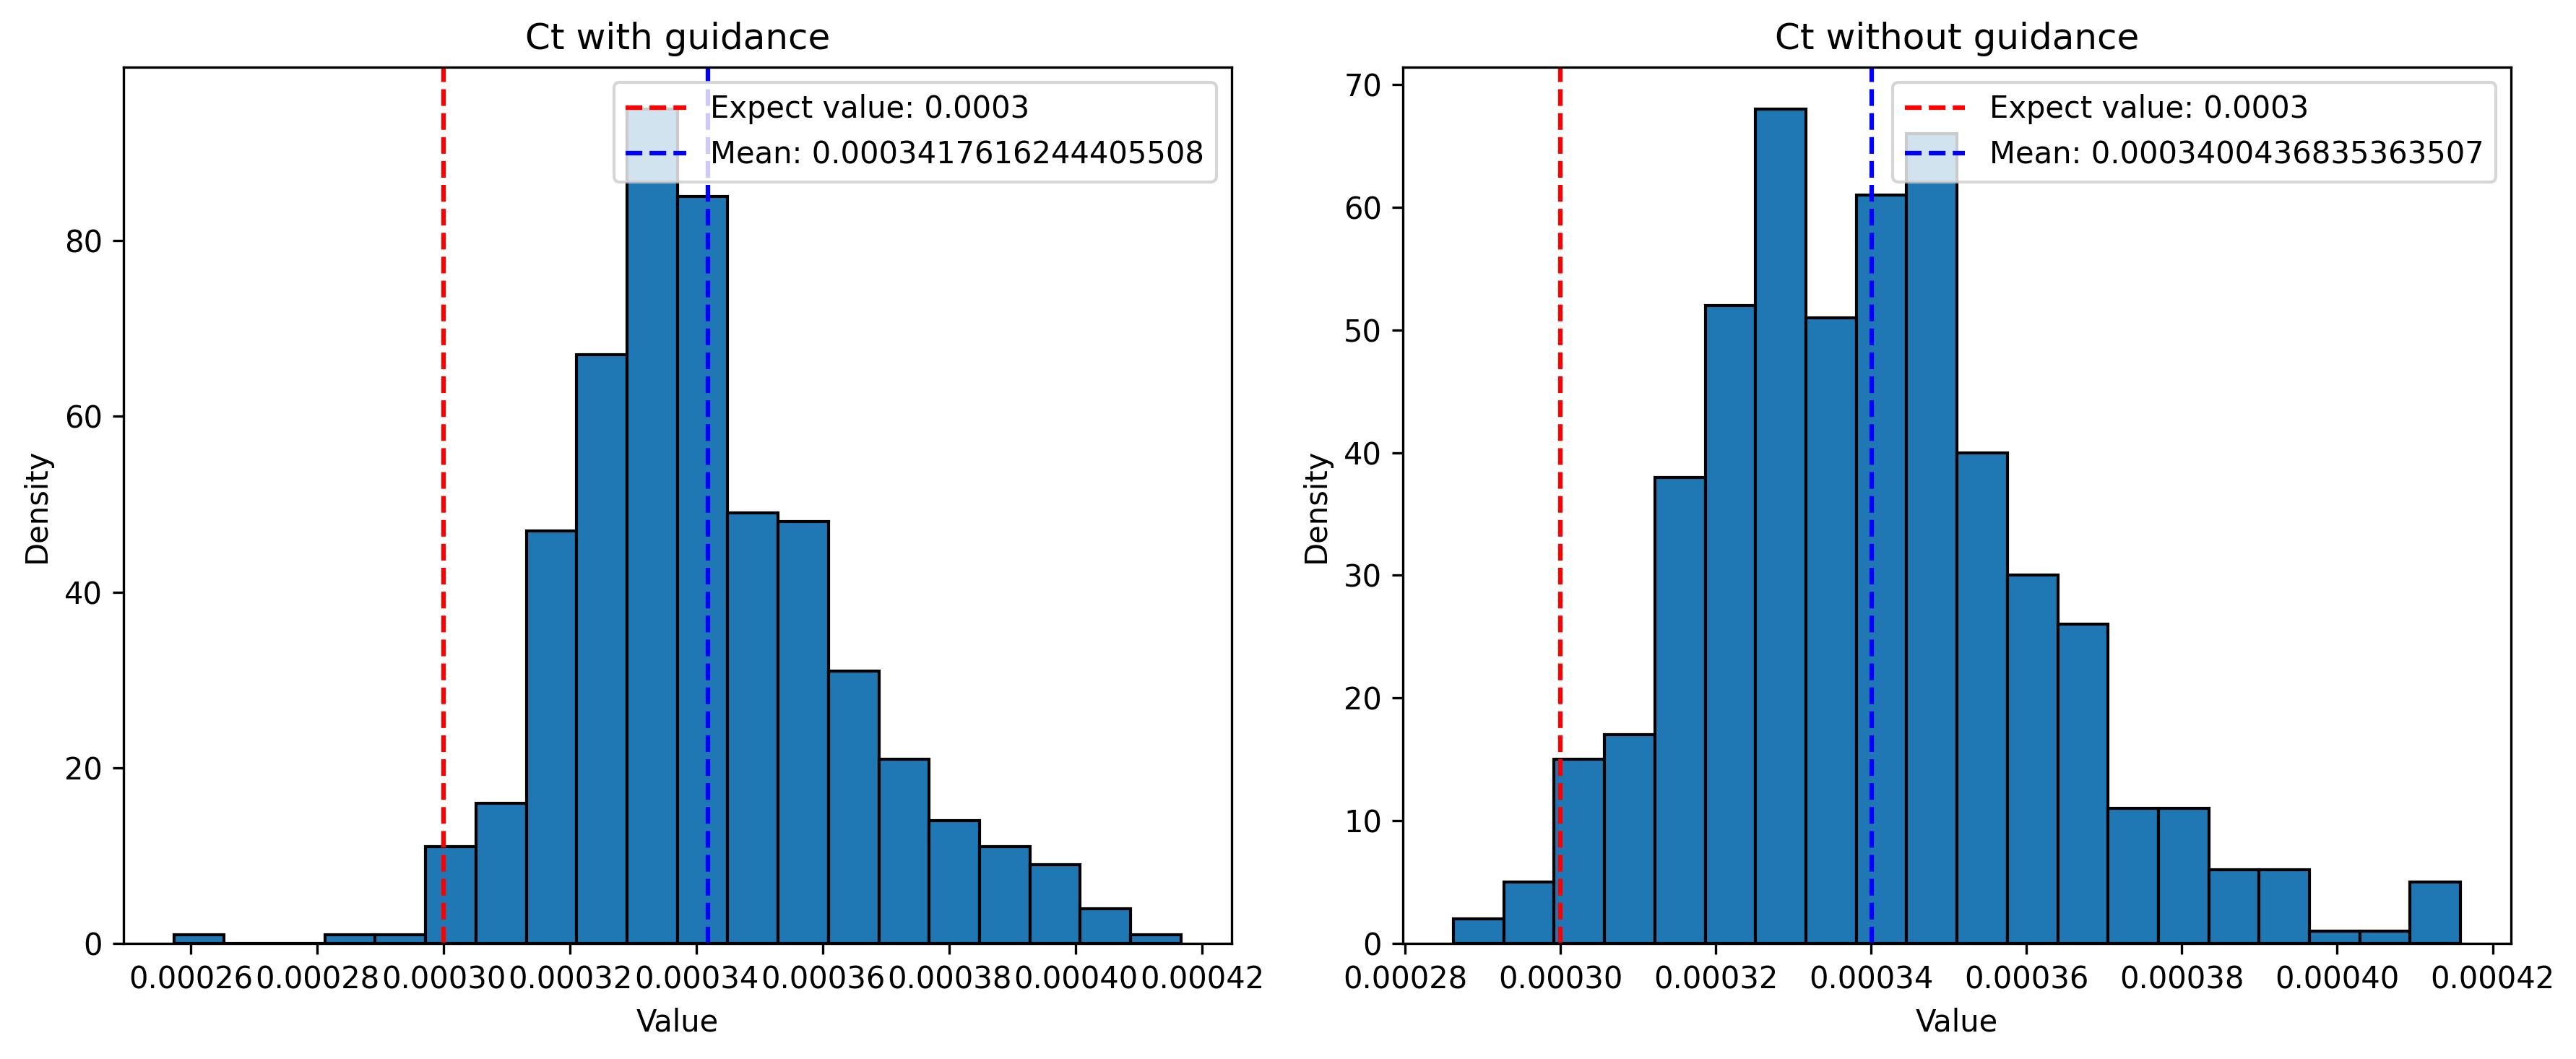 Ct with guidance
Expect value: 0.0003
Mean: 0.0003417616244405508
Density
80
60
40
20
0
0.00026 0.00028 0.00030 0.00032 0.00034 0.00036 0.00038 0.00040 0.00042
Value
Ct without guidance
Expect value: 0.0003
Mean: 0.0003400436835363507
Density
70
60
50
40
30
20
10
0
0.00028 0.00030 0.00032 0.00034 0.00036 0.00038 0.00040 0.00042
Value